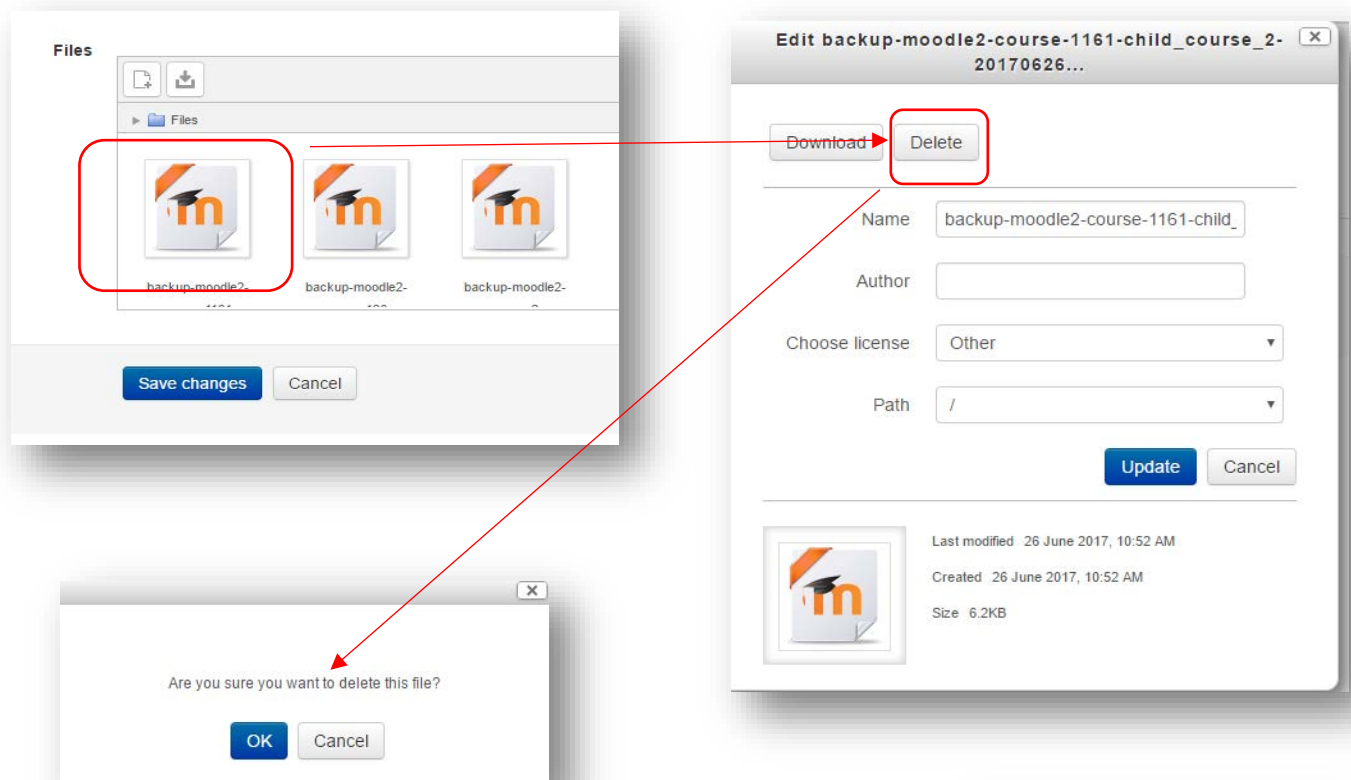 Files
Files
backup-moodle2-
backup-moodle2-
backup-moodle2-
Save changes
Cancel
Edit backup-moodle2-course-1161-child_course_2-
20170626...
Download
Delete
Name
backup-moodle2-course-1161-child_
Author
Choose license
Other
Path
/
Update
Cancel
Last modified 26 June 2017, 10:52 AM
Created 26 June 2017, 10:52 AM
Size 6.2KB
Are you sure you want to delete this file?
OK
Cancel